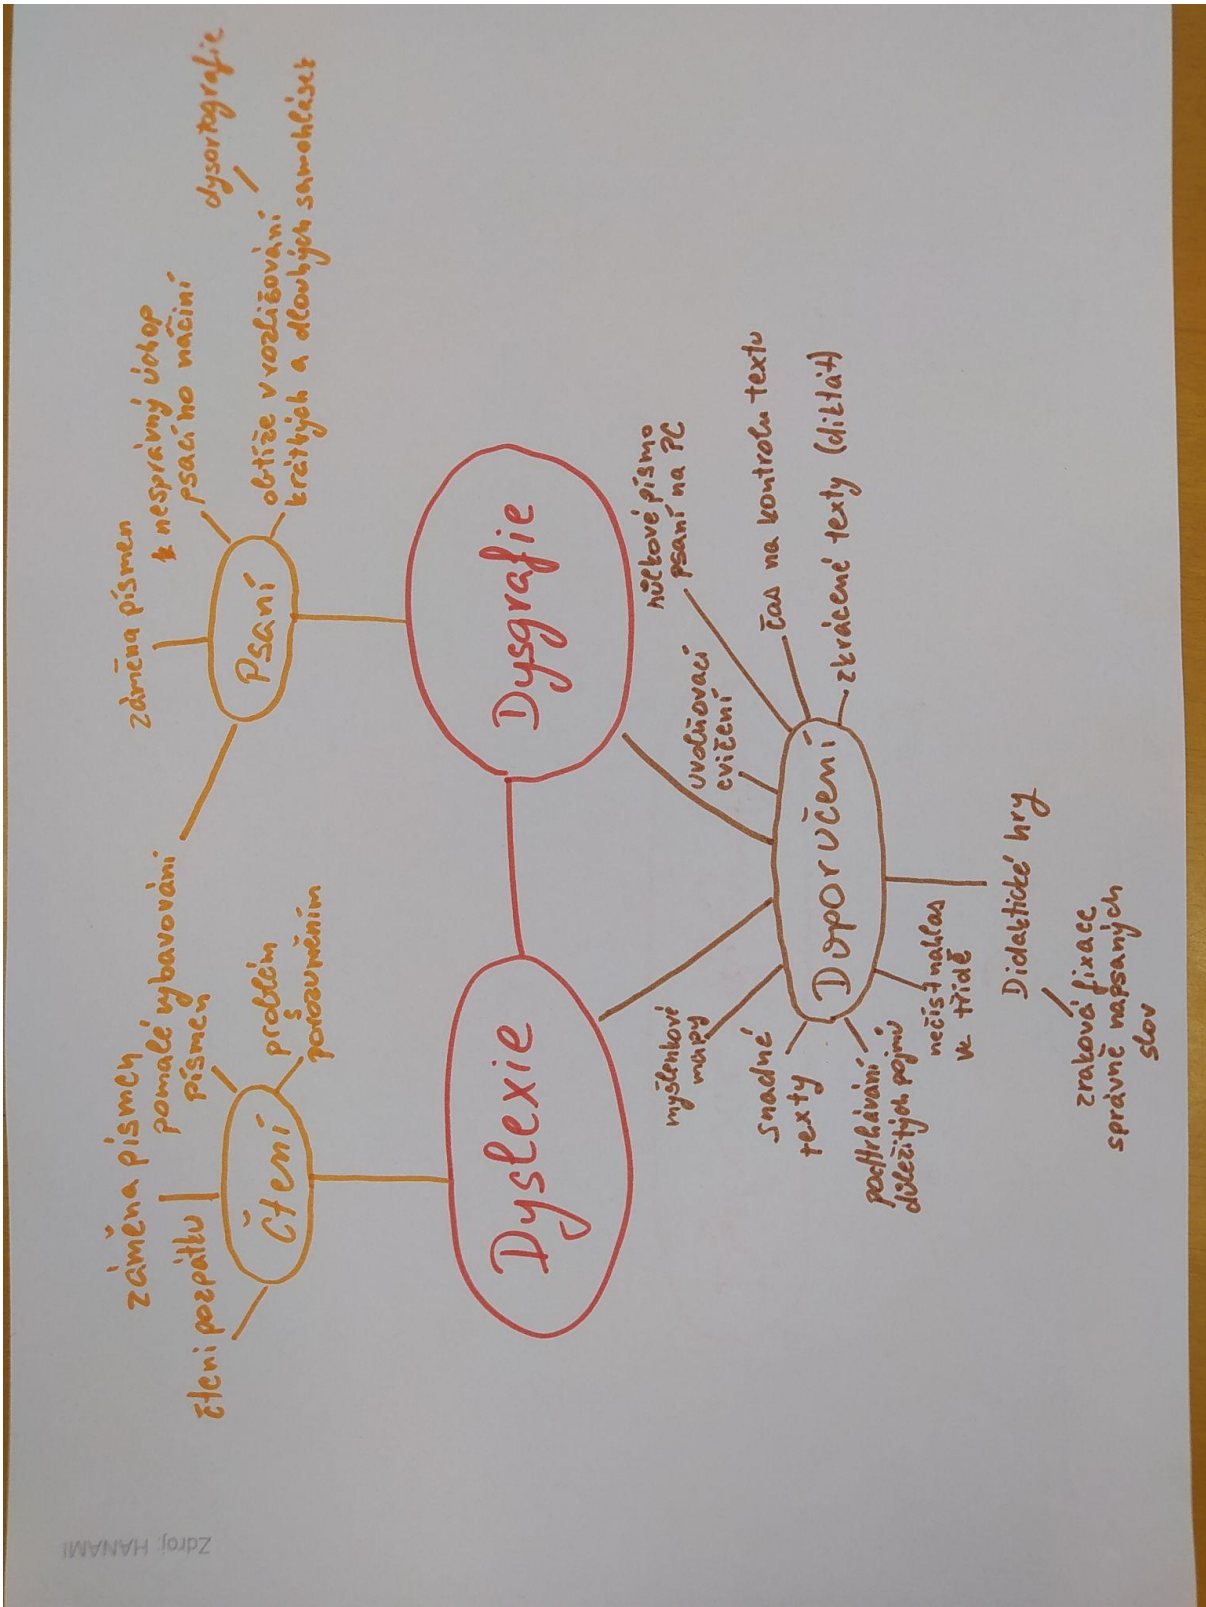 záměna písmen
čtení pozpátku
pomalé vybavování
písmen
problém
s
porozuměním
Čtení
záměna písmen
nesprávný úchop
psacího náčiní
dysortografie
obtíže v rozlišování
krátkých a dlouhých samohlásek
Psaní
Dyslexie
Dysgrafie
myšlenkové
mapy
snadné
texty
podtrhávání
důležitých pojmů
nečíst nahlas
ve třídě
Doporučení
uvolňovací
cvičení
hůlkové písmo
psaní na PC
čas na kontrolu textu
zkrácené texty (diktát)
Didaktické hry
zraková fixace
správně napsaných
slov
Zdroj: HANAMI